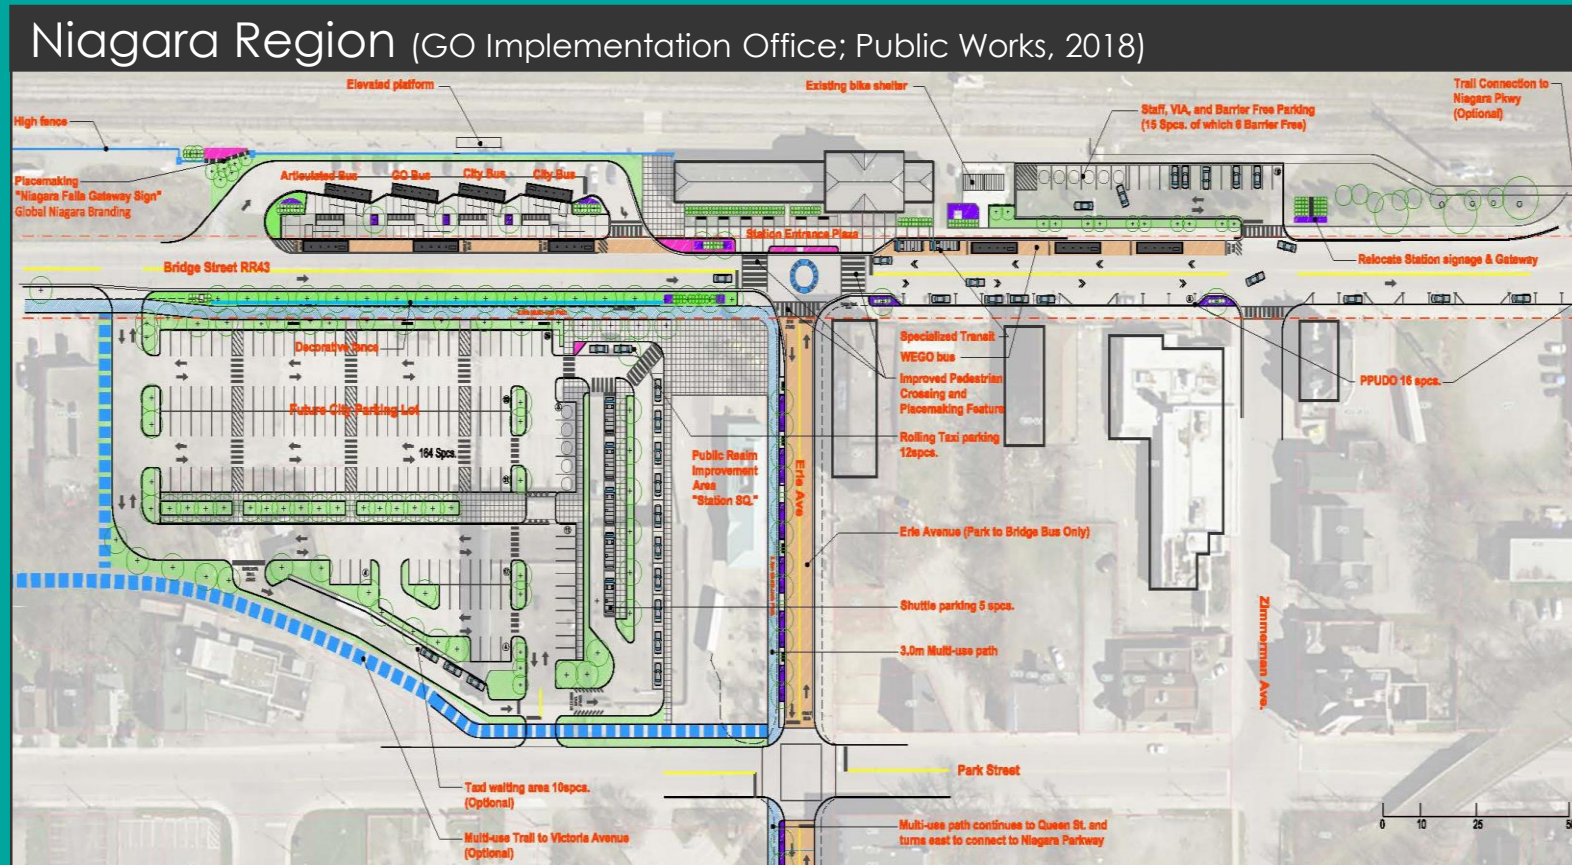 Niagara Region (GO Implementation Office; Public Works, 2018)
Elevated platform
Existing bike shelter
Trail Connection to
Niagara Pkwy
(Optional)
High fence
Staff, VIA, and Barrier Free Parking
(15 Spcs. of which 6 Barrier Free)
Placemaking
"Niagara Falls Gateway Sign"
Global Niagara Branding
Articulated Bus
GO Bus
City Bus
City Bus
Station Entrance Plaza
Bridge Street RR43
Relocate Station signage & Gateway
Decorative fence
Specialized Transit
WEGO bus
Improved Pedestrian
Crossing and
Placemaking Feature
PPUDO 16 spcs.
Future City Parking Lot
164 Spcs.
Rolling Taxi parking
12spcs.
Public Realm
Improvement
Area
"Station SQ."
Erie Ave
Erie Avenue (Park to Bridge Bus Only)
Shuttle parking 5 spcs.
3.0m Multi-use path
Zimmerman Ave.
Park Street
Taxi waiting area 10spcs.
(Optional)
Multi-use Trail to Victoria Avenue
(Optional)
Multi-use path continues to Queen St. and
turns east to connect to Niagara Parkway
0 10 25